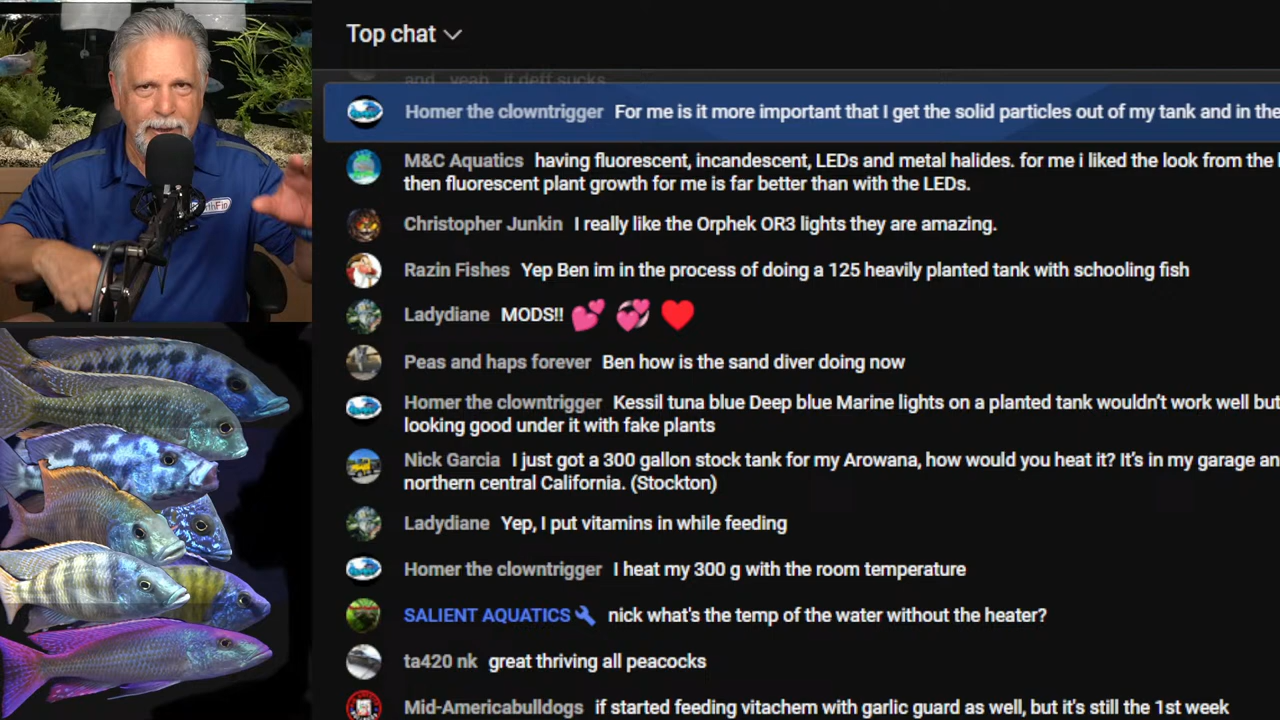 Top chat
and yeah it deff sucks
Homer the clowntrigger For me is it more important that I get the solid particles out of my tank and in the
M&C Aquatics having fluorescent, incandescent, LEDs and metal halides. for me i liked the look from the
then fluorescent plant growth for me is far better than with the LEDs.
Christopher Junkin I really like the Orphek OR3 lights they are amazing.
Razin Fishes Yep Ben im in the process of doing a 125 heavily planted tank with schooling fish
Ladydiane MODS!! 💕 💞 ♥️
Peas and haps forever Ben how is the sand diver doing now
Homer the clowntrigger Kessil tuna blue Deep blue Marine lights on a planted tank wouldn't work well but
looking good under it with fake plants
Nick Garcia I just got a 300 gallon stock tank for my Arowana, how would you heat it? It's in my garage an
northern central California. (Stockton)
Ladydiane Yep, I put vitamins in while feeding
Homer the clowntrigger I heat my 300 g with the room temperature
SALIENT AQUATICS nick what's the temp of the water without the heater?
ta420 nk great thriving all peacocks
Mid-Americabulldogs if started feeding vitachem with garlic guard as well, but it's still the 1st week